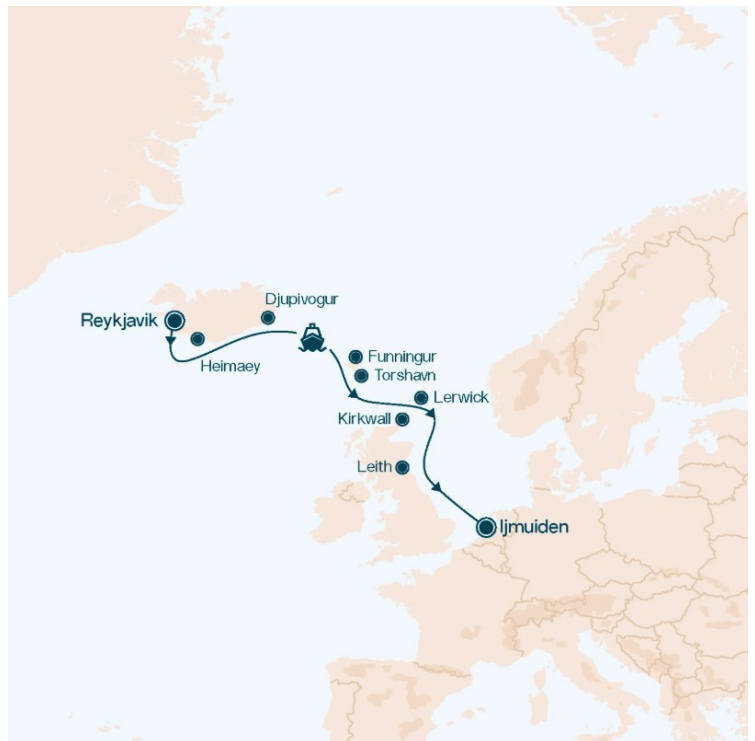 Djupivogur
Reykjavik
Heimaey
Funningur
Torshavn
Lerwick
Kirkwall
Leith
Ijmuiden